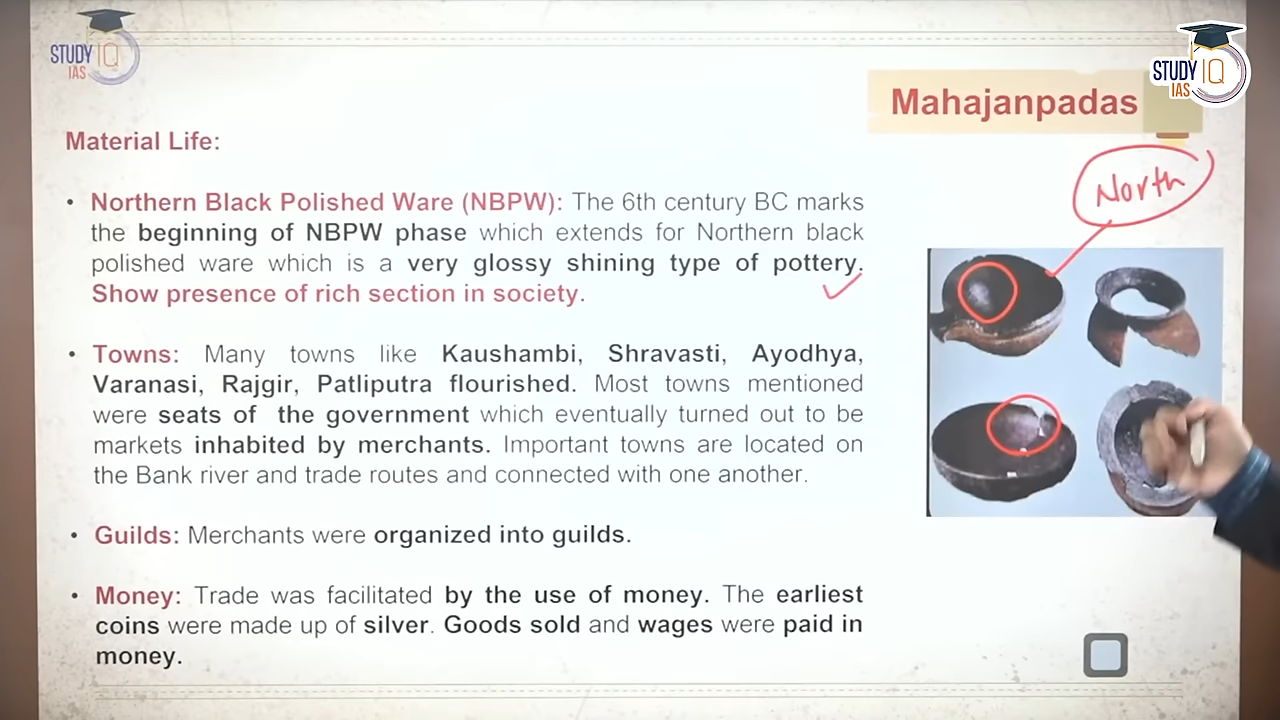 STUDY IQ
IAS
STUDY IQ
IAS
Mahajanpadas
Material Life:
North
• Northern Black Polished Ware (NBPW): The 6th century BC marks
the beginning of NBPW phase which extends for Northern black
polished ware which is a very glossy shining type of pottery.
Show presence of rich section in society.
• Towns: Many towns like Kaushambi, Shravasti, Ayodhya,
Varanasi, Rajgir, Patliputra flourished. Most towns mentioned
were seats of the government which eventually turned out to be
markets inhabited by merchants. Important towns are located on
the Bank river and trade routes and connected with one another.
• Guilds: Merchants were organized into guilds.
• Money: Trade was facilitated by the use of money. The earliest
coins were made up of silver. Goods sold and wages were paid in
money.